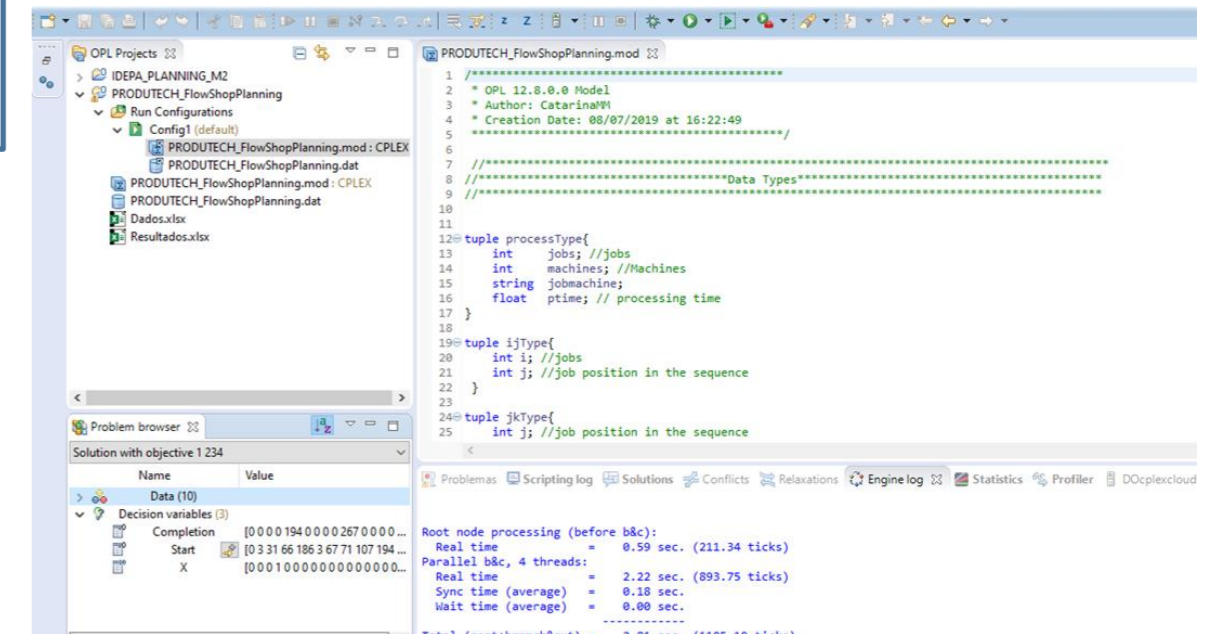 OPL Projects
IDEPA_PLANNING_M2
PRODUTECH_FlowShopPlanning
Run Configurations
Config1 (default)
PRODUTECH_FlowShopPlanning.mod : CPLEX
PRODUTECH_FlowShopPlanning.dat
PRODUTECH_FlowShopPlanning.mod : CPLEX
PRODUTECH_FlowShopPlanning.dat
Dados.xlsx
Resultados.xlsx
Problem browser
Solution with objective 1 234
Name Value
Data (10)
Decision variables (3)
Completion [0 0 0 0 194 0 0 0 0 267 0 0 0 0 ...
Start [0 3 31 66 186 3 67 71 107 194 ...
X [0 0 0 1 0 0 0 0 0 0 0 0 0 0 0 0...
PRODUTECH_FlowShopPlanning.mod
1 /*********************************************
2 * OPL 12.8.0.0 Model
3 * Author: CatarinaMM
4 * Creation Date: 08/07/2019 at 16:22:49
5 *********************************************/
6
7 //******************************************************************************************
8 //************************************Data Types********************************************
9 //******************************************************************************************
10
11
12 tuple processType{
13 int jobs; //jobs
14 int machines; //Machines
15 string jobmachine;
16 float ptime; // processing time
17 }
18
19 tuple ijType{
20 int i; //jobs
21 int j; //job position in the sequence
22 }
23
24 tuple jkType{
25 int j; //job position in the sequence
Problemas Scripting log Solutions Conflicts Relaxations Engine log Statistics Profiler DOcplexcloud
Root node processing (before b&c):
Real time = 0.59 sec. (211.34 ticks)
Parallel b&c, 4 threads:
Real time = 2.22 sec. (893.75 ticks)
Sync time (average) = 0.18 sec.
Wait time (average) = 0.00 sec.
------------